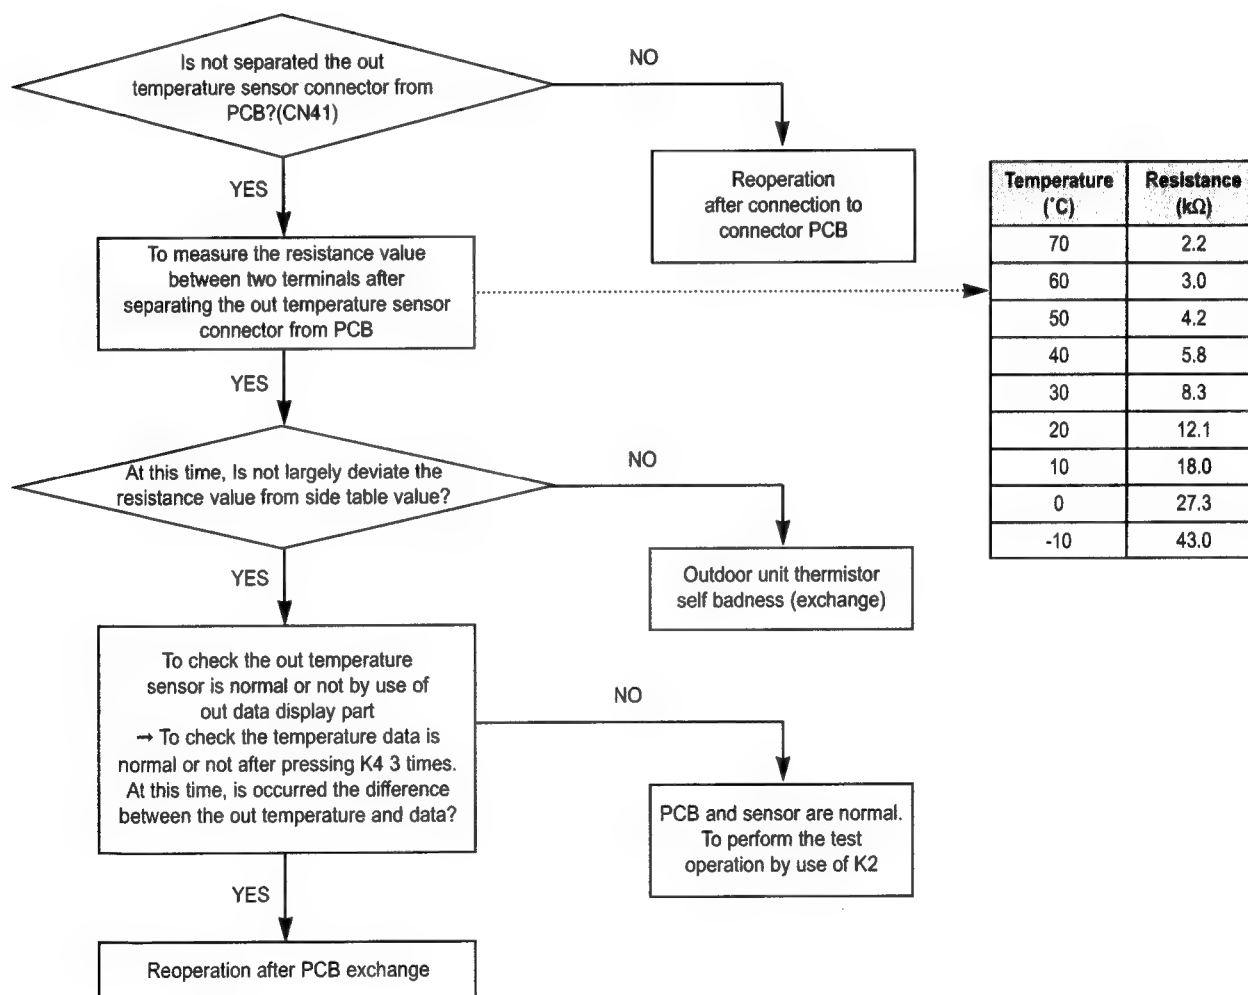 Is not separated the out
temperature sensor connector from
PCB?(CN41)
NO
Reoperation
after connection to
connector PCB
YES
To measure the resistance value
between two terminals after
separating the out temperature sensor
connector from PCB
Temperature (˚C) Resistance (kΩ)
70 2.2
60 3.0
50 4.2
40 5.8
30 8.3
20 12.1
10 18.0
0 27.3
-10 43.0
YES
At this time, Is not largely deviate the
resistance value from side table value?
NO
Outdoor unit thermistor
self badness (exchange)
YES
To check the out temperature
sensor is normal or not by use of
out data display part
→ To check the temperature data is
normal or not after pressing K4 3 times.
At this time, is occurred the difference
between the out temperature and data?
NO
PCB and sensor are normal.
To perform the test
operation by use of K2
YES
Reoperation after PCB exchange